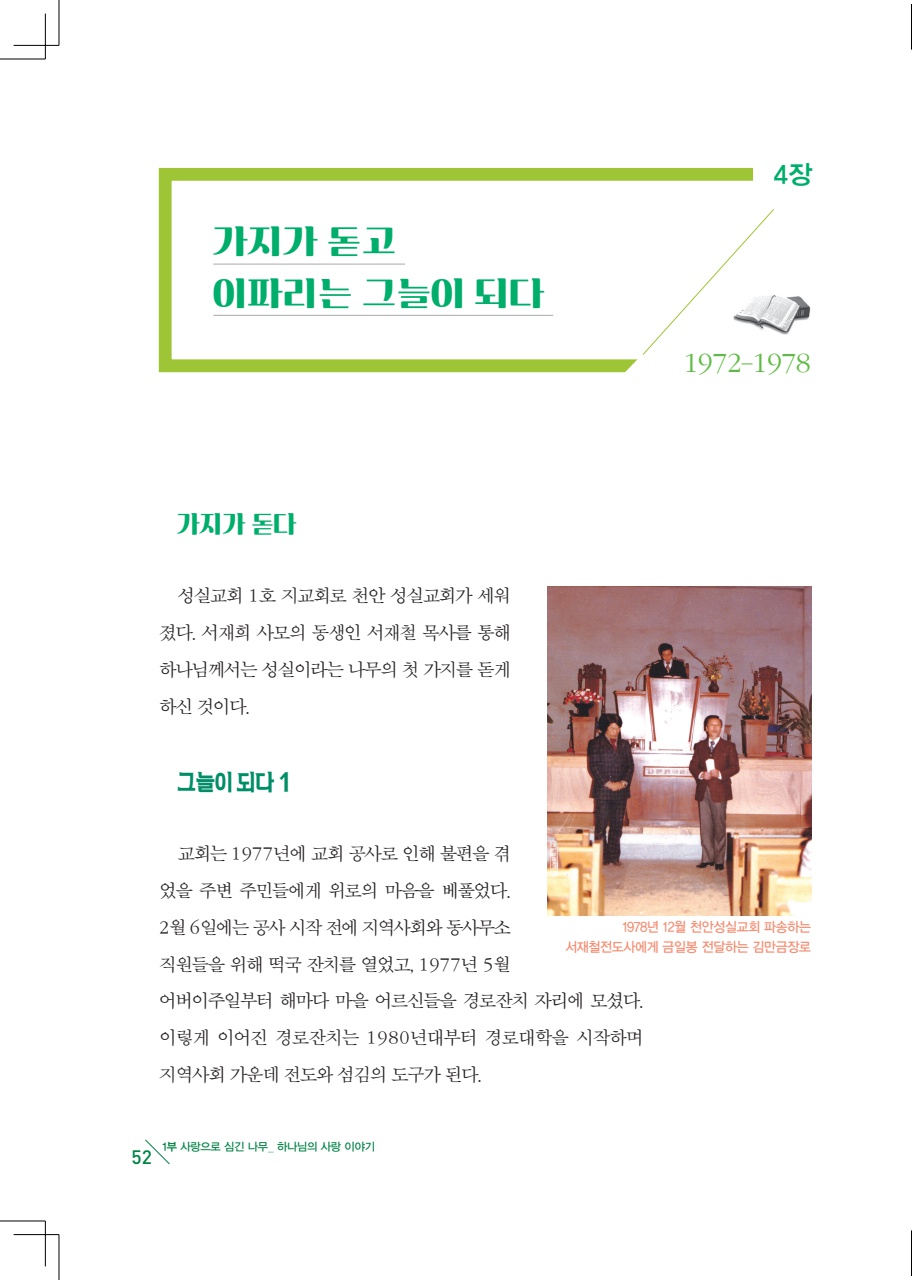 4장
가지가 돋고
이파리는 그늘이 되다
1972-1978
가지가 돋다
성실교회 1호 지교회로 천안 성실교회가 세워
졌다. 서재희 사모의 동생인 서재철 목사를 통해
하나님께서는 성실이라는 나무의 첫 가지를 돋게
하신 것이다.
그늘이 되다 1
교회는 1977년에 교회 공사로 인해 불편을 겪
었을 주변 주민들에게 위로의 마음을 베풀었다.
2월 6일에는 공사 시작 전에 지역사회와 동사무소
직원들을 위해 떡국 잔치를 열었고, 1977년 5월
어버이주일부터 해마다 마을 어르신들을 경로잔치 자리에 모셨다.
이렇게 이어진 경로잔치는 1980년대부터 경로대학을 시작하며
지역사회 가운데 전도와 섬김의 도구가 된다.
1978년 12월 천안성실교회 파송하는
서재철전도사에게 금일봉 전달하는 김만금장로
52
1부 사랑으로 심긴 나무_ 하나님의 사랑 이야기